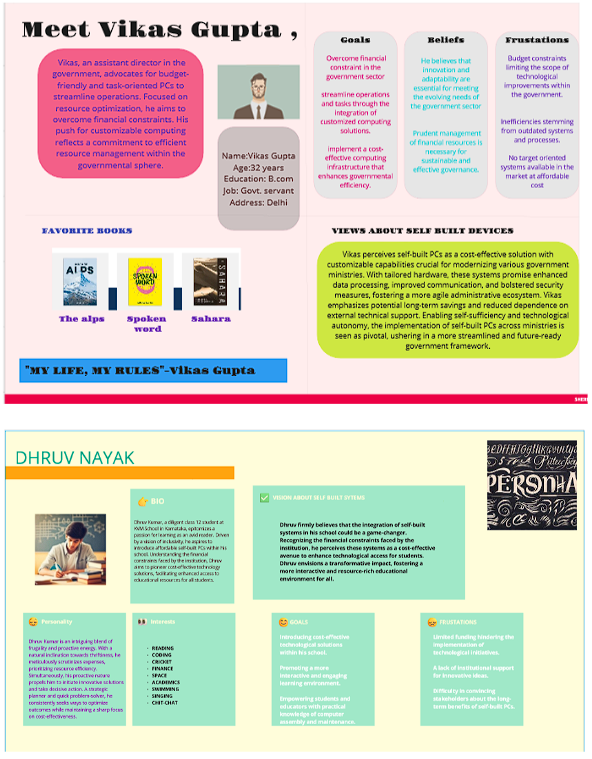 Meet Vikas Gupta ,
Vikas, an assistant director in the
government, advocates for budget-
friendly and task-oriented PCs to
streamline operations. Focused on
resource optimization, he aims to
overcome financial constraints. His
push for customizable computing
reflects a commitment to efficient
resource management within the
governmental sphere.
Name:Vikas Gupta
Age:32 years
Education: B.com
Job: Govt. servant
Address: Delhi
Goals
Overcome financial
constraint in the
government sector
streamline operations
and tasks through the
integration of
customized computing
solutions.
implement a cost-
effective computing
infrastructure that
enhances governmental
efficiency.
Beliefs
He believes that
innovation and
adaptability are
essential for meeting
the evolving needs of
the government sector
Prudent management
of financial resources is
necessary for
sustainable and
effective governance.
Frustations
Budget constraints
limiting the scope of
technological
improvements within the
government.
Inefficiencies stemming
from outdated systems
and processes.
No target oriented
systems available in the
market at affordable
cost
FAVORITE BOOKS
ALPS
SPOKEN
WORD
SAHARA
The alps
Spoken
word
Sahara
"MY LIFE, MY RULES"-Vikas Gupta
VIEWS ABOUT SELF BUILT DEVICES
Vikas perceives self-built PCs as a cost-effective solution with
customizable capabilities crucial for modernizing various government
ministries. With tailored hardware, these systems promise enhanced
data processing, improved communication, and bolstered security
measures, fostering a more agile administrative ecosystem. Vikas
emphasizes potential long-term savings and reduced dependence on
external technical support. Enabling self-sufficiency and technological
autonomy, the implementation of self-built PCs across ministries is
seen as pivotal, ushering in a more streamlined and future-ready
government framework.
DHRUV NAYAK
BIO
Dhruv Kumar, a diligent class 12 student at
KVM School in Karnataka, epitomizes a
passion for learning as an avid reader. Driven
by a vision of inclusivity, he aspires to
introduce affordable self-built PCs within his
school. Understanding the financial
constraints faced by the institution, Dhruv
aims to pioneer cost-effective technology
solutions, facilitating enhanced access to
educational resources for all students.
ABOUT SELF BUILT SYTEMS
Dhruv firmly believes that the integration of self-built
systems in his school could be a game-changer.
Recognizing the financial constraints faced by the
institution, he perceives these systems as a cost-effective
avenue to enhance technological access for students.
Dhruv envisions a transformative impact, fostering a
more interactive and resource-rich educational
environment for all.
PERSONA
Personality
Dhruv Kumar is an intriguing blend of
frugality and proactive energy. With a
natural inclination towards thriftiness, he
meticulously scrutinizes expenses,
prioritizing resource efficiency.
Simultaneously, his proactive nature
propels him to initiate innovative solutions
and take decisive action. A strategic
planner and quick problem-solver, he
consistently seeks ways to optimize
outcomes while maintaining a sharp focus
on cost-effectiveness.
Interests
- READING
- CODING
- CRICKET
- FINANCE
- SPACE
- ACADEMICS
- SWIMMING
- SINGING
- CHIT-CHAT
GOALS
Introducing cost-effective
technological solutions
within his school.
Promoting a more
interactive and engaging
learning environment.
Empowering students and
educators with practical
knowledge of computer
assembly and maintenance.
FRUSTATIONS
Limited funding hindering the
implementation of
technological initiatives.
A lack of institutional support
for innovative ideas.
Difficulty in convincing
stakeholders about the long-
term benefits of self-built PCs.